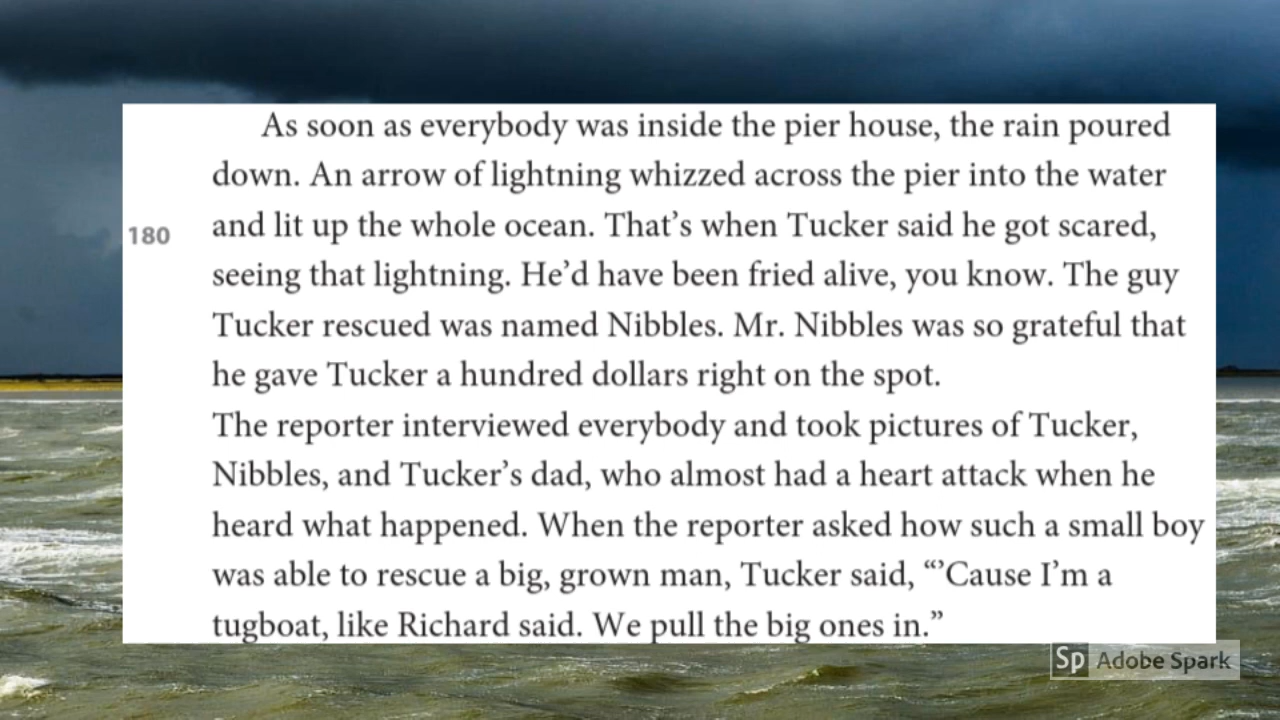 As soon as everybody was inside the pier house, the rain poured
down. An arrow of lightning whizzed across the pier into the water
180 and lit up the whole ocean. That’s when Tucker said he got scared,
seeing that lightning. He’d have been fried alive, you know. The guy
Tucker rescued was named Nibbles. Mr. Nibbles was so grateful that
he gave Tucker a hundred dollars right on the spot.
The reporter interviewed everybody and took pictures of Tucker,
Nibbles, and Tucker’s dad, who almost had a heart attack when he
heard what happened. When the reporter asked how such a small boy
was able to rescue a big, grown man, Tucker said, “’Cause I’m a
tugboat, like Richard said. We pull the big ones in.”
Sp Adobe Spark